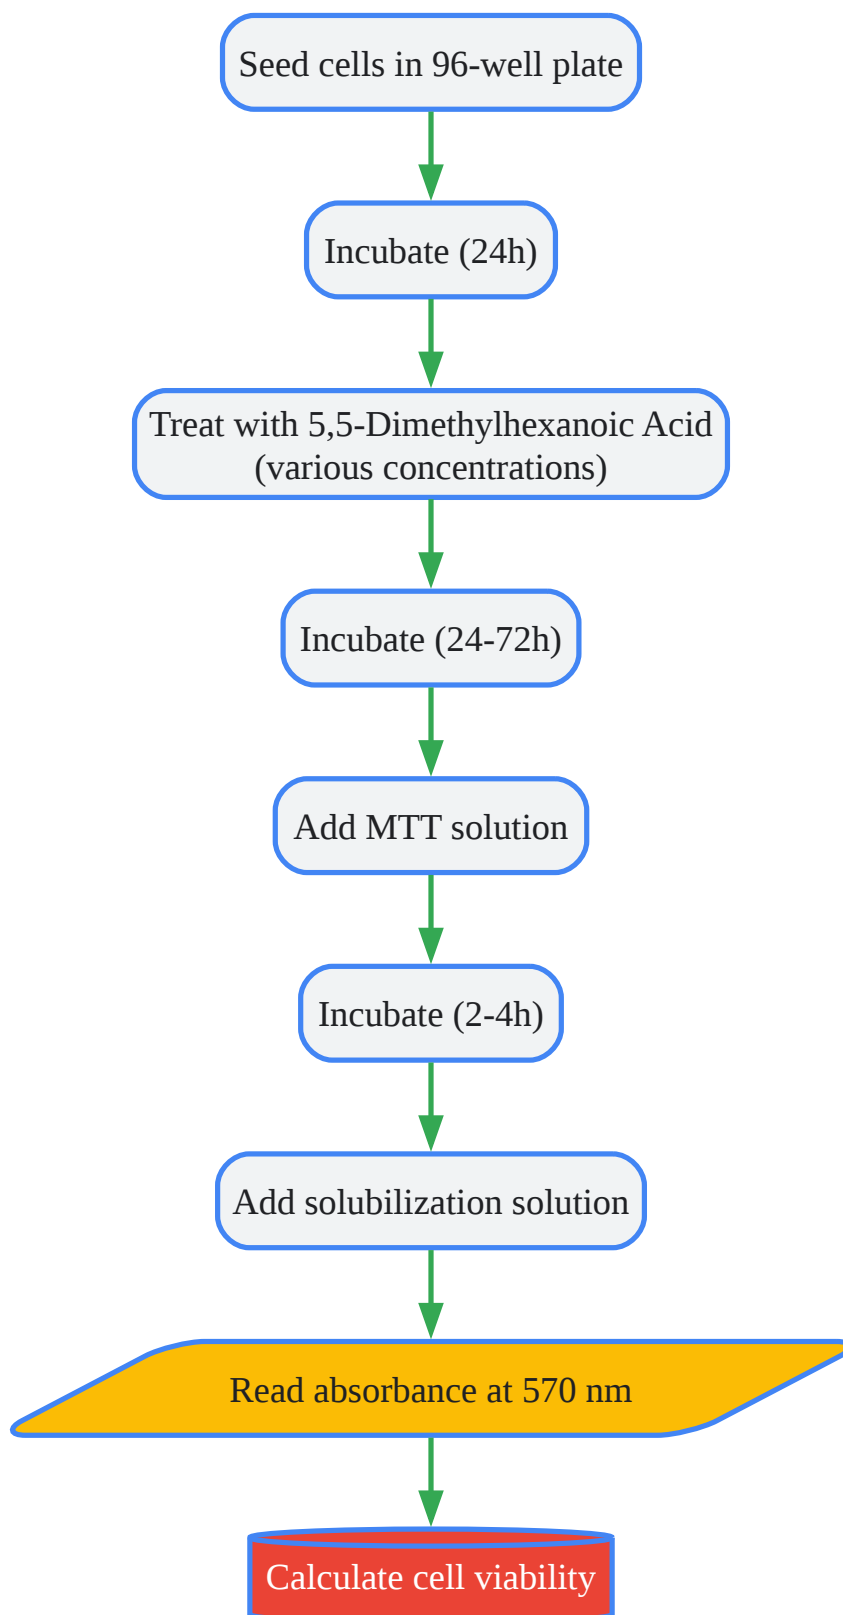 Seed cells in 96-well plate
Incubate (24h)
Treat with 5,5-Dimethylhexanoic Acid
(various concentrations)
Incubate (24-72h)
Add MTT solution
Incubate (2-4h)
Add solubilization solution
Read absorbance at 570 nm
Calculate cell viability